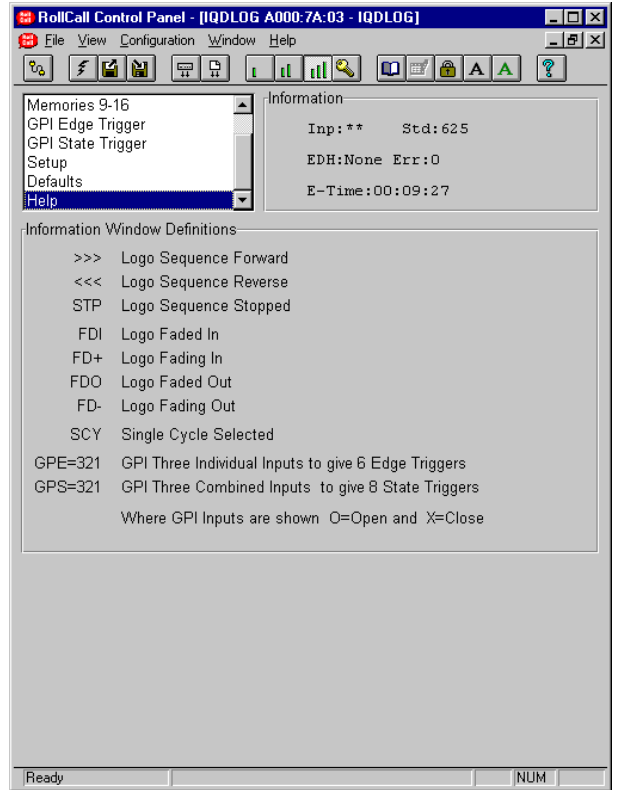 RollCall Control Panel - [IQDLOG A000:7A:03 - IQDLOG]
File View Configuration Window Help
A A ?
Memories 9-16
GPI Edge Trigger
GPI State Trigger
Setup
Defaults
Help
Information
Inp:** Std:625
EDH:None Err:0
E-Time:00:09:27
Information Window Definitions
>>> Logo Sequence Forward
<<< Logo Sequence Reverse
STP Logo Sequence Stopped
FDI Logo Faded In
FD+ Logo Fading In
FDO Logo Faded Out
FD- Logo Fading Out
SCY Single Cycle Selected
GPE=321 GPI Three Individual Inputs to give 6 Edge Triggers
GPS=321 GPI Three Combined Inputs to give 8 State Triggers
Where GPI Inputs are shown O=Open and X=Close
Ready NUM